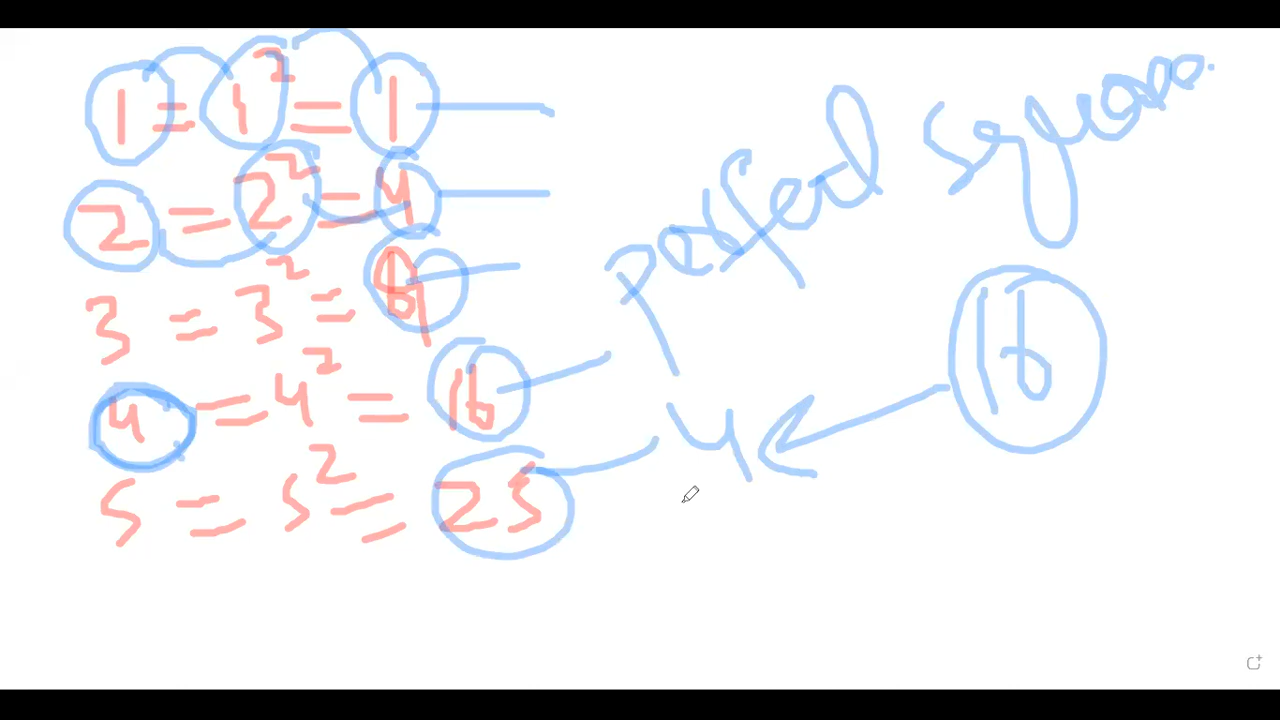 1 = 1² = 1
2 = 2² = 4
3 = 3² = 9
4 = 4² = 16
5 = 5² = 25
perfect square.
4
16